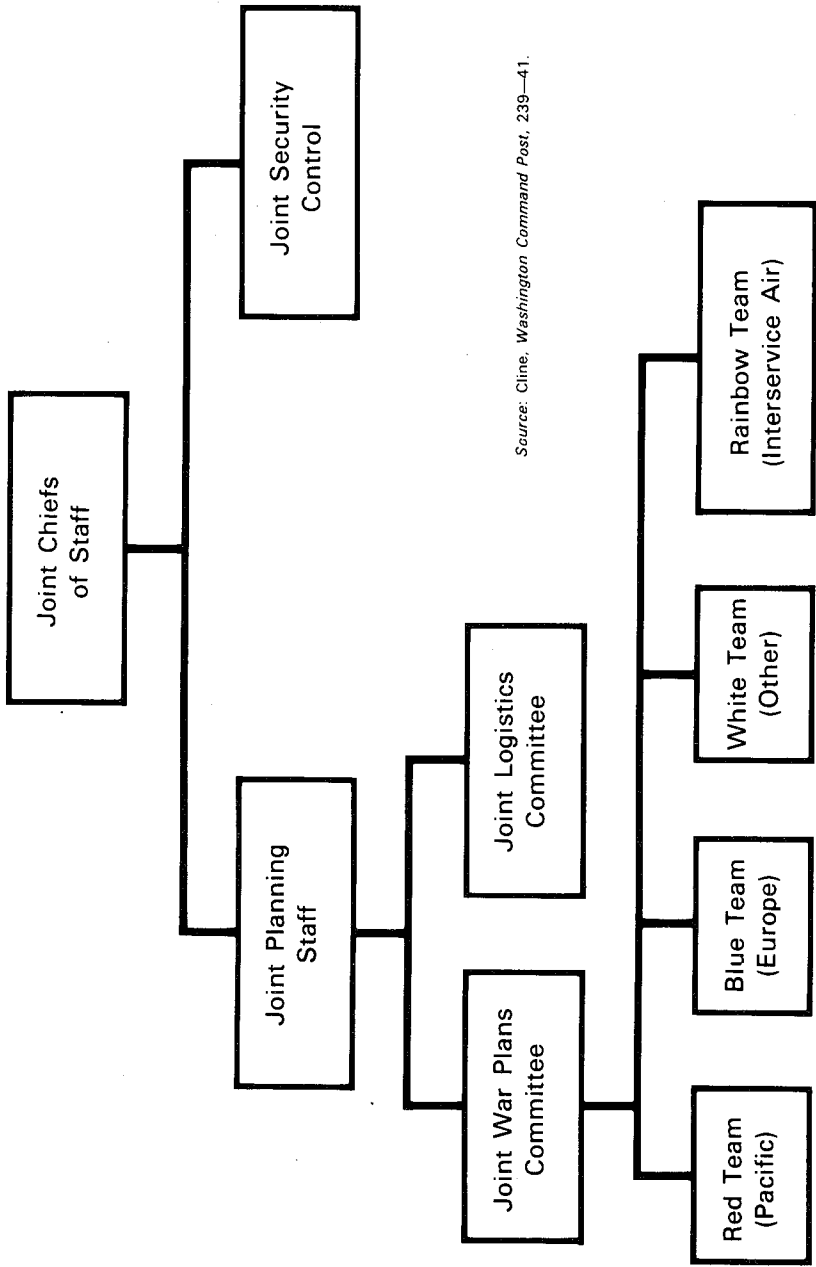 Joint Chiefs
of Staff
Joint Planning
Staff
Joint Security
Control
Joint War Plans
Committee
Joint Logistics
Committee
Source: Cline, Washington Command Post, 239—41.
Red Team
(Pacific)
Blue Team
(Europe)
White Team
(Other)
Rainbow Team
(Interservice Air)